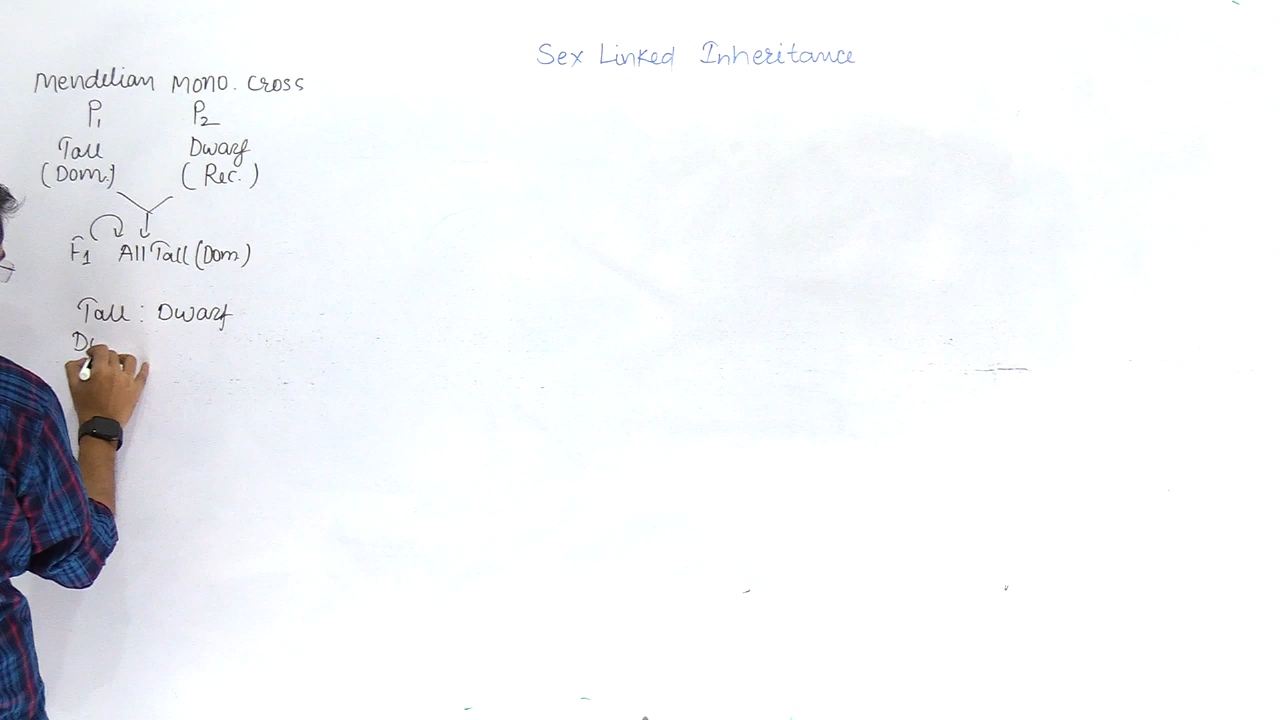 Sex Linked Inheritance
Mendelian Mono. Cross
P1 P2
Tall Dwarf
(Dom.) (Rec.)
F1 All Tall (Dom)
Tall : Dwarf